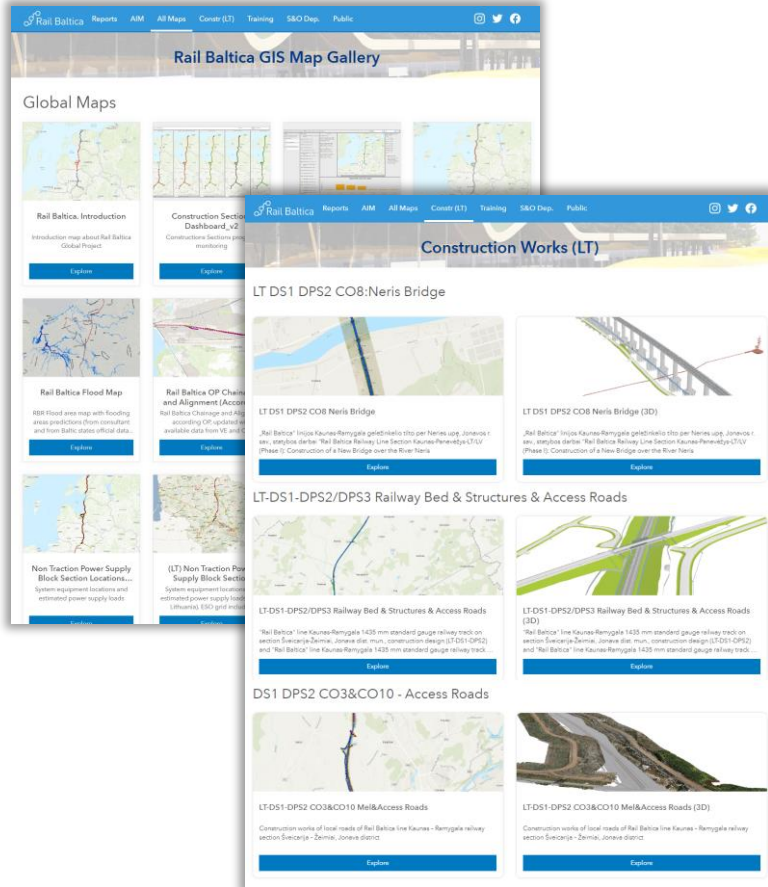 Rail Baltica Reports AIM All Maps Constr (LT) Training S&O Dep. Public
Rail Baltica GIS Map Gallery
Global Maps
Rail Baltica. Introduction
Introduction map about Rail Baltica
Global Project
Explore
Construction Sectio
Dashboard_v2
Constructions Sections prog
monitoring
Explore
Rail Baltica Flood Map
RBR Flood area map with flooding
areas predictions (from consultant
and from Baltic states official data...
Explore
Rail Baltica OP Chain
and Alignment (Accor
Rail Baltica Chainage and Alig
according OP, updated w
available data from VE and C
Explore
Non Traction Power Supply
Block Section Locations...
System equipment locations and
estimated power supply loads
Explore
(LT) Non Traction Pow
Supply Block Sectio
System equipment locations
estimated power supply loads
Lithuania), ESO grid includ
Explore
Rail Baltica Reports AIM All Maps Constr (LT) Training S&O Dep. Public
Construction Works (LT)
LT DS1 DPS2 CO8:Neris Bridge
LT DS1 DPS2 CO8 Neris Bridge
„Rail Baltica" linijos Kaunas-Ramygala geležinkelio tilto per Neries upę, Jonavos r.
sav., statybos darbai "Rail Baltica Railway Line Section Kaunas-Panevėžys-LT/LV
(Phase I): Construction of a New Bridge over the River Neris
Explore
LT DS1 DPS2 CO8 Neris Bridge (3D)
„Rail Baltica" linijos Kaunas-Ramygala geležinkelio tilto per Neries upę, Jonavos r.
sav., statybos darbai "Rail Baltica Railway Line Section Kaunas-Panevėžys-LT/LV
(Phase I): Construction of a New Bridge over the River Neris
Explore
LT-DS1-DPS2/DPS3 Railway Bed & Structures & Access Roads
LT-DS1-DPS2/DPS3 Railway Bed & Structures & Access Roads
"Rail Baltica" line Kaunas-Ramygala 1435 mm standard gauge railway track on
section Šveicarija-Žeimiai, Jonava dist. mun., construction design (LT-DS1-DPS2)
and "Rail Baltica" line Kaunas-Ramygala 1435 mm standard gauge railway track ...
Explore
LT-DS1-DPS2/DPS3 Railway Bed & Structures & Access Roads
(3D)
"Rail Baltica" line Kaunas-Ramygala 1435 mm standard gauge railway track on
section Šveicarija-Žeimiai, Jonava dist. mun., construction design (LT-DS1-DPS2)
and "Rail Baltica" line Kaunas-Ramygala 1435 mm standard gauge railway track ...
Explore
DS1 DPS2 CO3&CO10 - Access Roads
LT-DS1-DPS2 CO3&CO10 Mel&Access Roads
Construction works of local roads of Rail Baltica line Kaunas - Ramygala railway
section Šveicarija - Žeimiai, Jonava district
Explore
LT-DS1-DPS2 CO3&CO10 Mel&Access Roads (3D)
Construction works of local roads of Rail Baltica line Kaunas - Ramygala railway
section Šveicarija - Žeimiai, Jonava district
Explore